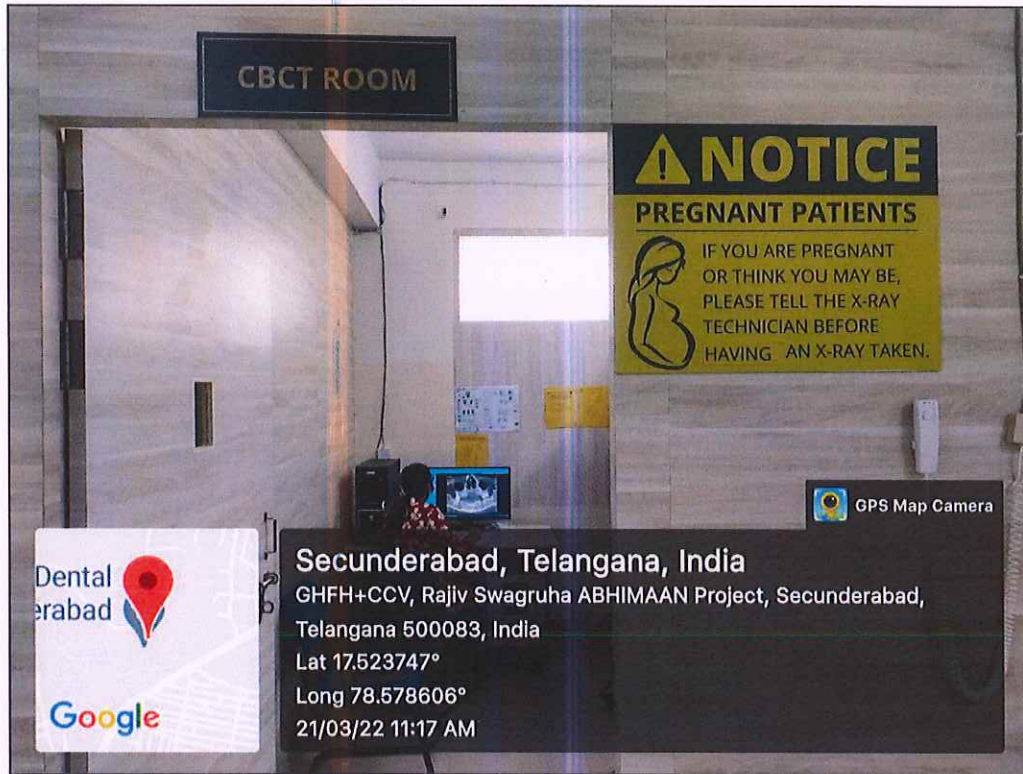 CBCT ROOM
NOTICE
PREGNANT PATIENTS
IF YOU ARE PREGNANT
OR THINK YOU MAY BE,
PLEASE TELL THE X-RAY
TECHNICIAN BEFORE
HAVING AN X-RAY TAKEN.
GPS Map Camera
Dental
erabad
Google
Secunderabad, Telangana, India
GHFH+CCV, Rajiv Swagruha ABHIMAAN Project, Secunderabad,
Telangana 500083, India
Lat 17.523747°
Long 78.578606°
21/03/22 11:17 AM